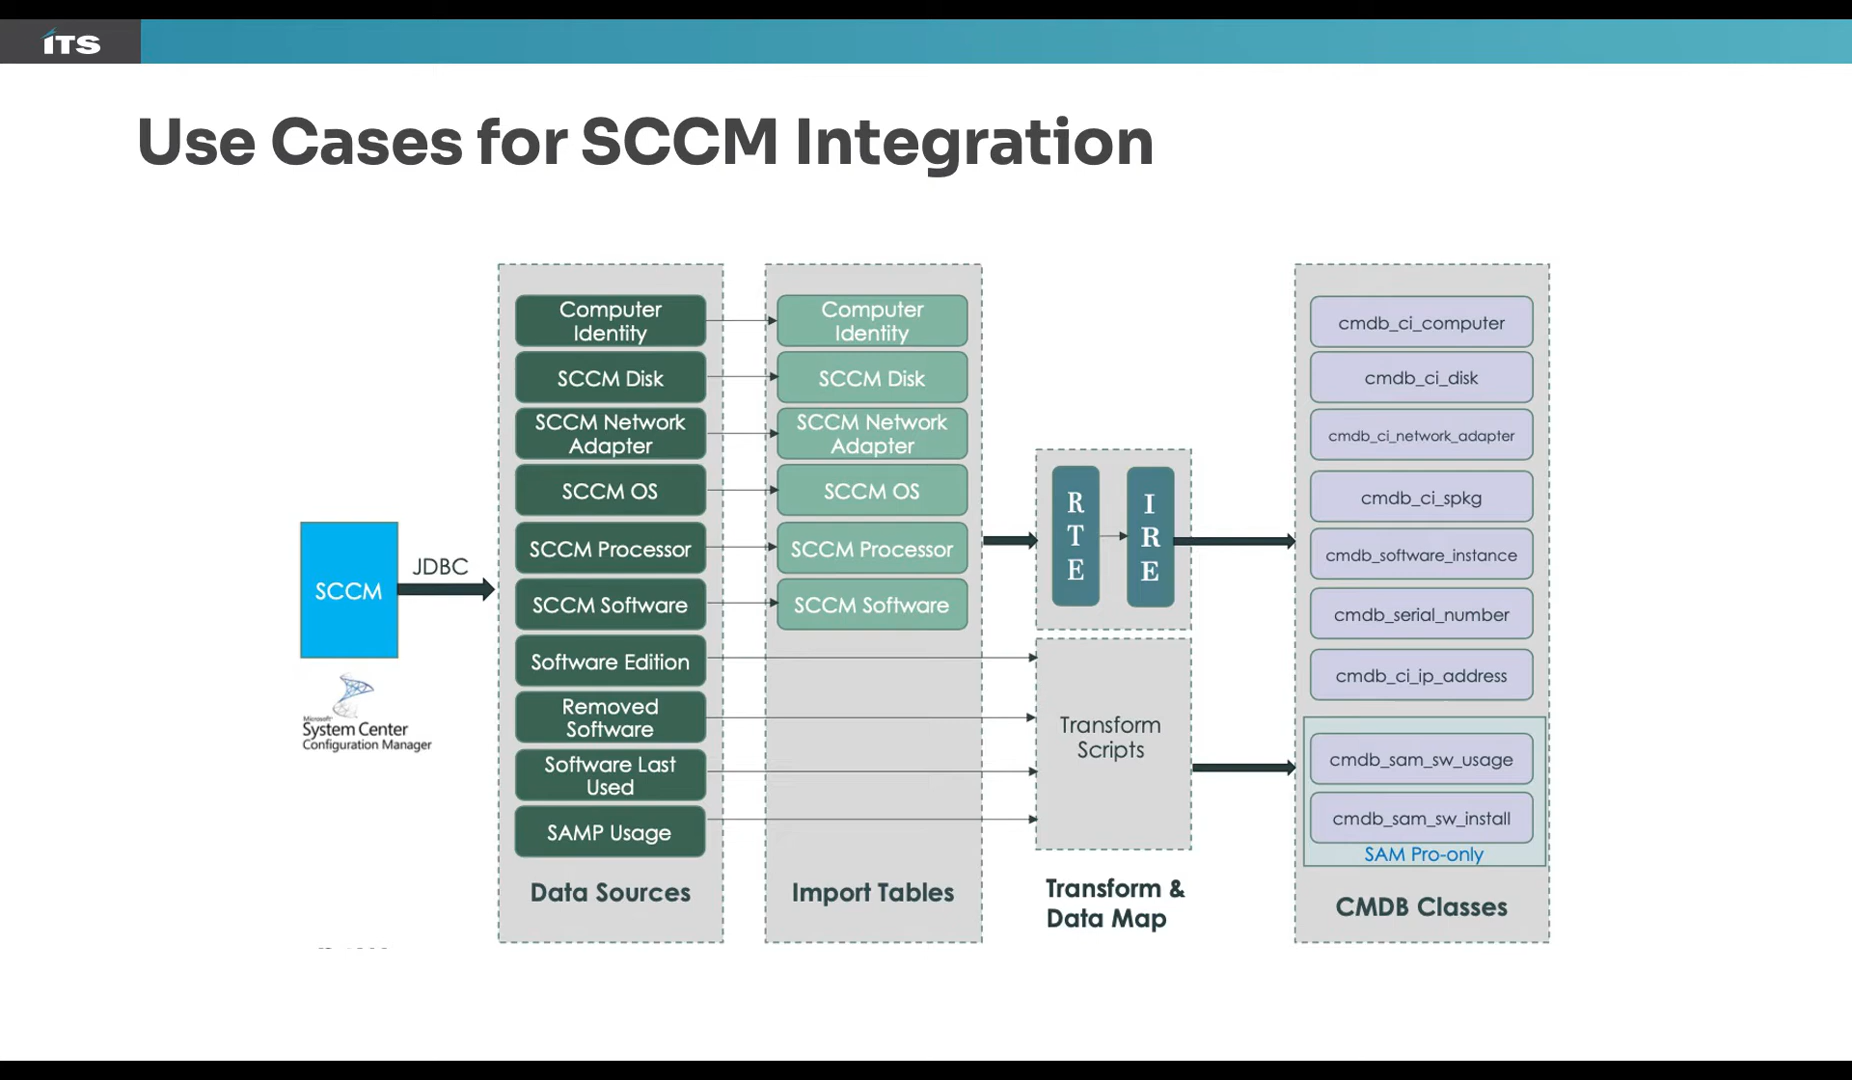 iTS
Use Cases for SCCM Integration
SCCM
JDBC
Microsoft
System Center
Configuration Manager
Computer
Identity
SCCM Disk
SCCM Network
Adapter
SCCM OS
SCCM Processor
SCCM Software
Software Edition
Removed
Software
Software Last
Used
SAMP Usage
Data Sources
Computer
Identity
SCCM Disk
SCCM Network
Adapter
SCCM OS
SCCM Processor
SCCM Software
Import Tables
R
T
E
I
R
E
Transform
Scripts
Transform &
Data Map
cmdb_ci_computer
cmdb_ci_disk
cmdb_ci_network_adapter
cmdb_ci_spkg
cmdb_software_instance
cmdb_serial_number
cmdb_ci_ip_address
cmdb_sam_sw_usage
cmdb_sam_sw_install
SAM Pro-only
CMDB Classes